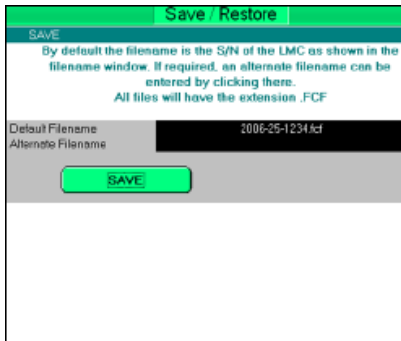 Save / Restore
SAVE
By default the filename is the S/N of the LMC as shown in the
filename window. If required, an alternate filename can be
entered by clicking there.
All files will have the extension .FCF
Default Filename 2006-25-1234.fcf
Alternate Filename
SAVE